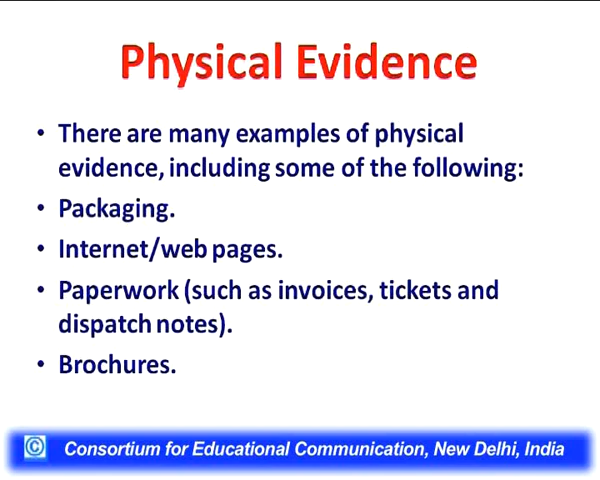 Physical Evidence
• There are many examples of physical
evidence, including some of the following:
• Packaging.
• Internet/web pages.
• Paperwork (such as invoices, tickets and
dispatch notes).
• Brochures.
© Consortium for Educational Communication, New Delhi, India